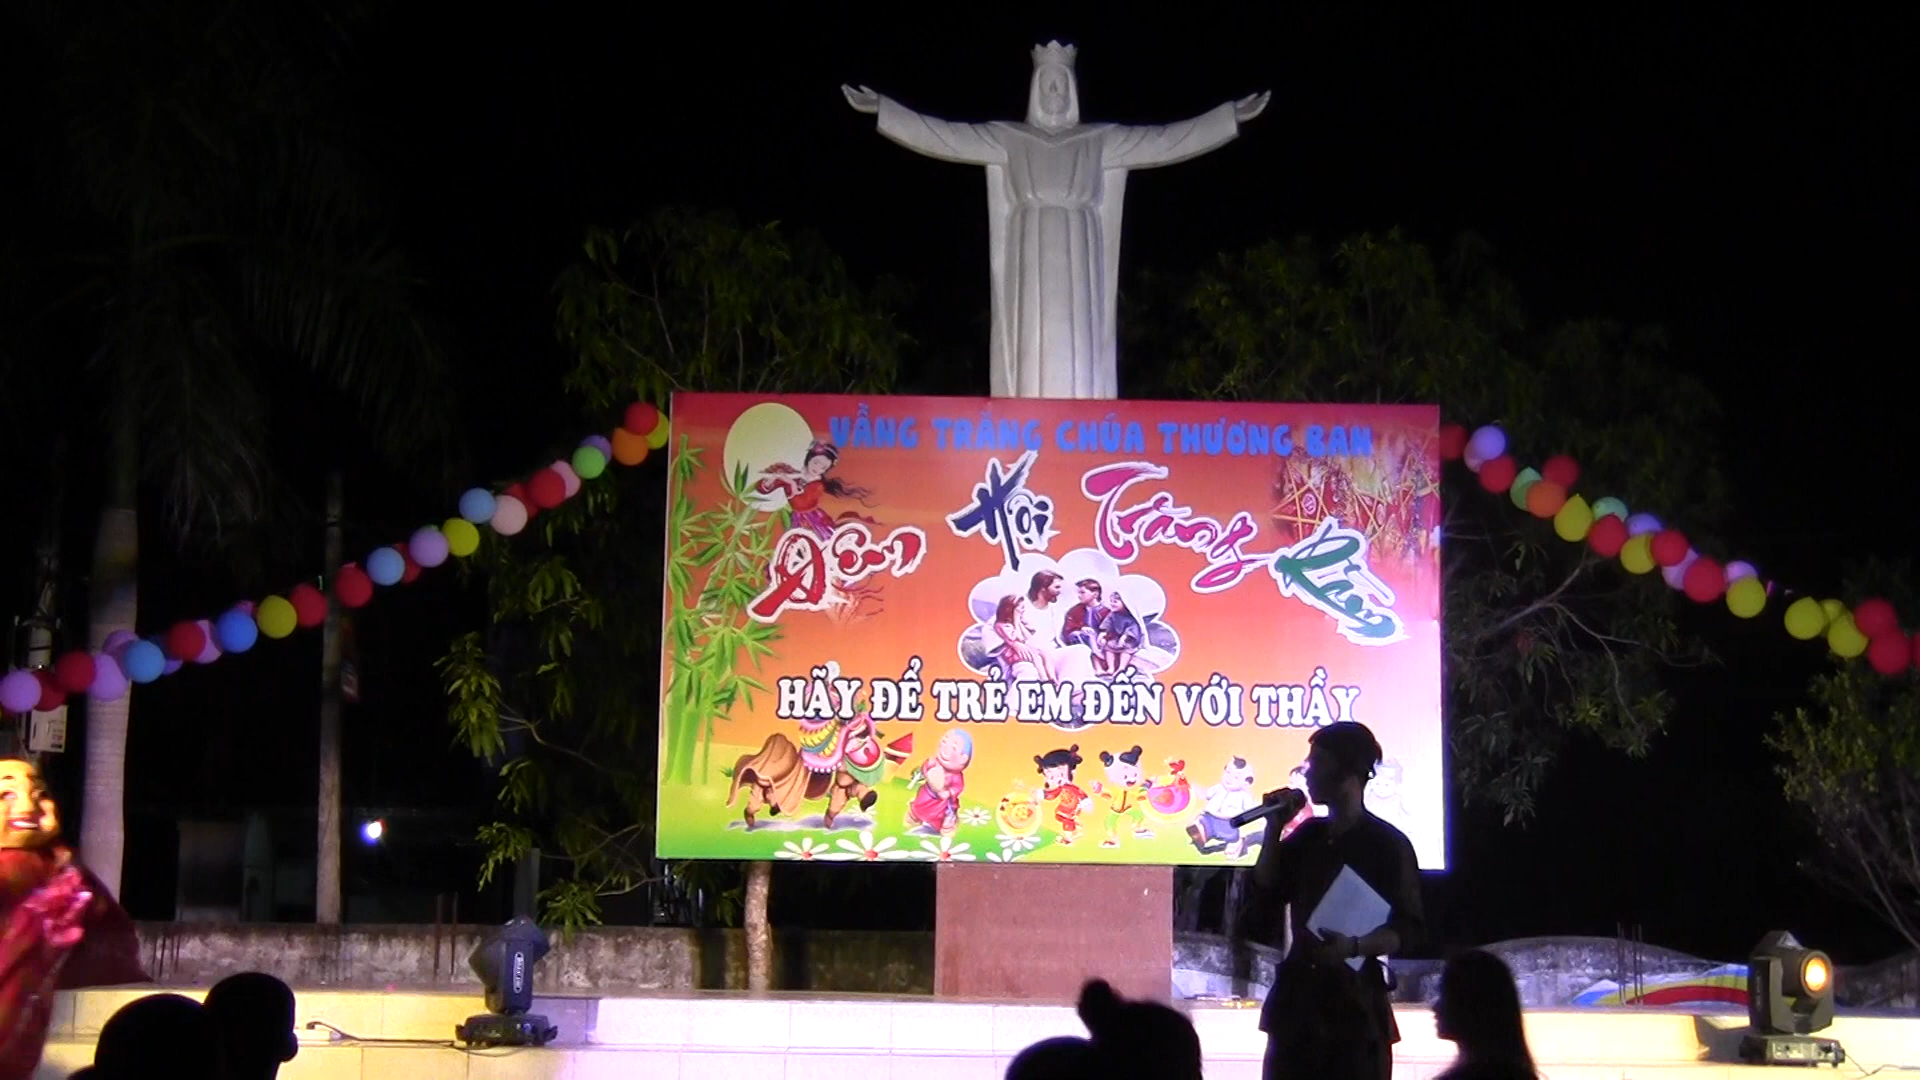 VẦNG TRĂNG CHÚA THƯƠNG BAN
Đêm Hội Trăng Rằm
HÃY ĐỂ TRẺ EM ĐẾN VỚI THẦY